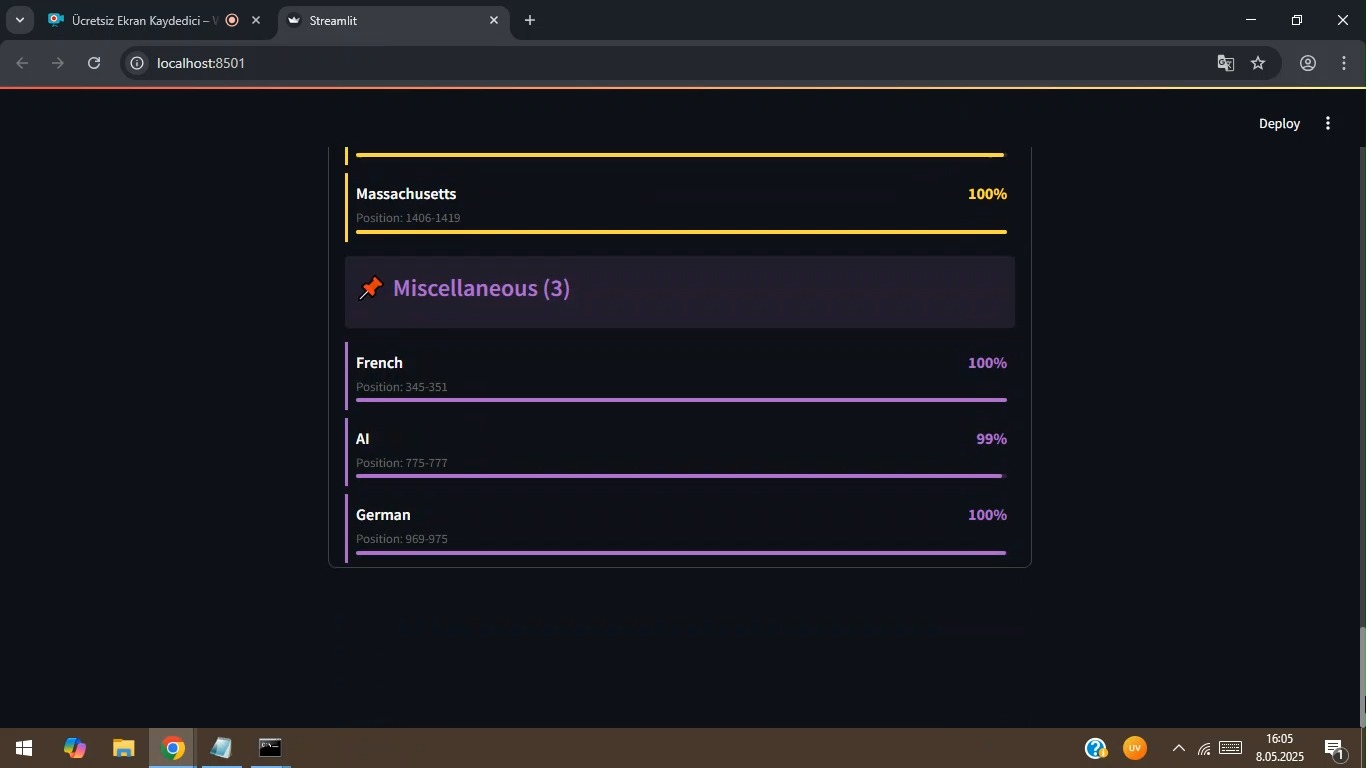 Ücretsiz Ekran Kaydedici –
Streamlit
localhost:8501
Deploy
Massachusetts
100%
Position: 1406-1419
Miscellaneous (3)
French
100%
Position: 345-351
AI
99%
Position: 775-777
German
100%
Position: 969-975
UV
16:05
8.05.2025
1